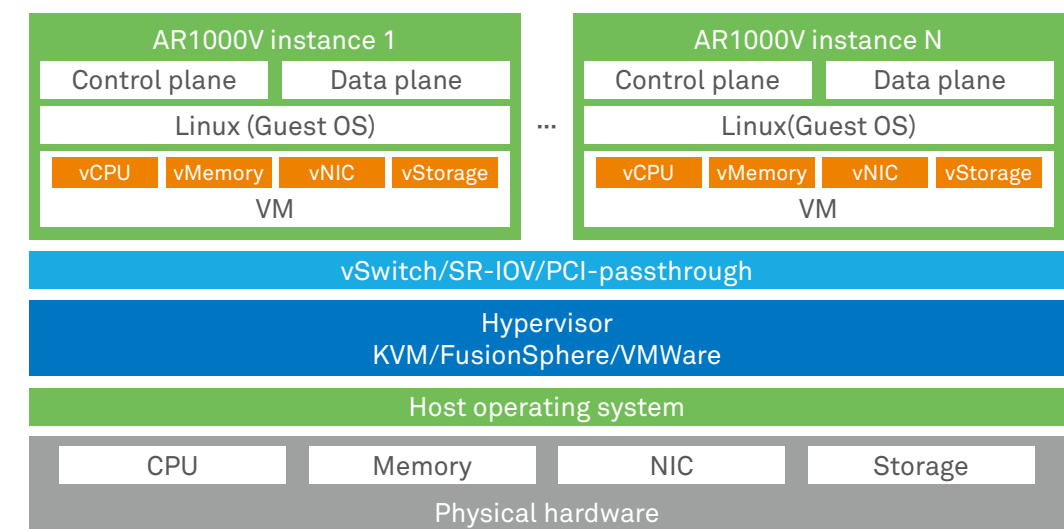 AR1000V instance 1
Control plane
Data plane
Linux (Guest OS)
vCPU
vMemory
vNIC
vStorage
VM
...
AR1000V instance N
Control plane
Data plane
Linux(Guest OS)
vCPU
vMemory
vNIC
vStorage
VM
vSwitch/SR-IOV/PCI-passthrough
Hypervisor
KVM/FusionSphere/VMWare
Host operating system
CPU
Memory
NIC
Storage
Physical hardware